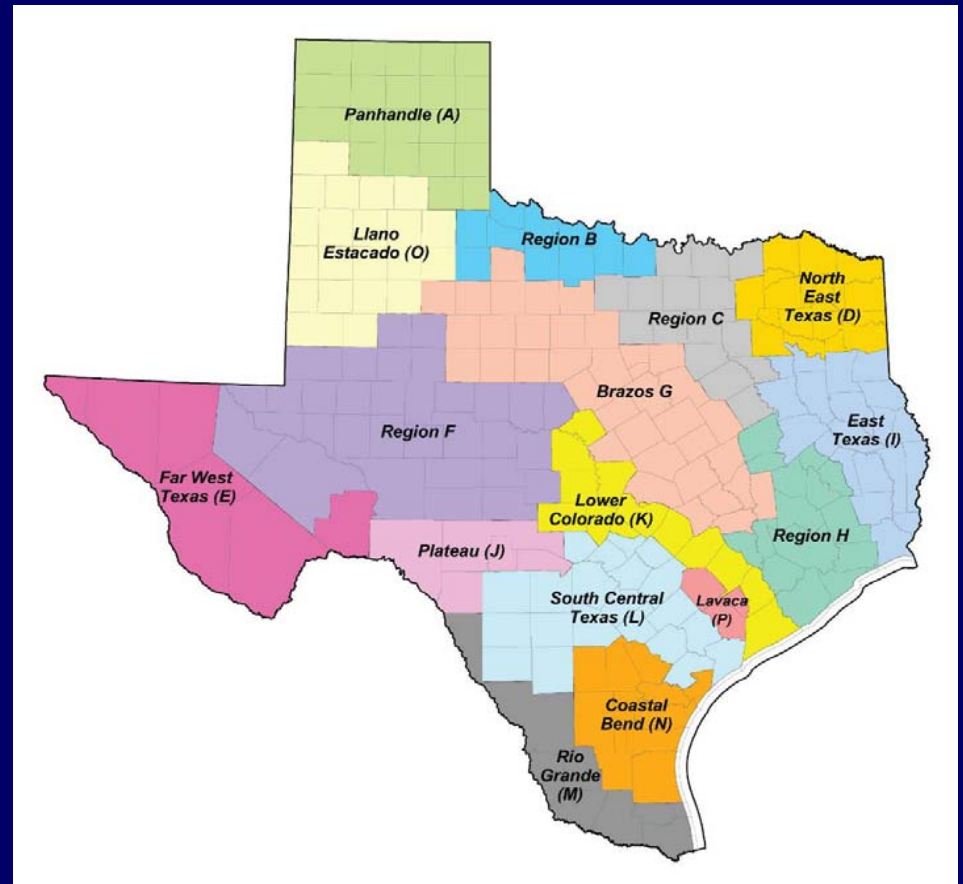 Panhandle (A)
Llano
Estacado (O)
Region B
North
East
Texas (D)
Region C
Brazos G
East
Texas (I)
Region F
Far West
Texas (E)
Lower
Colorado (K)
Region H
Plateau (J)
South Central
Texas (L)
Lavaca
(P)
Coastal
Bend (N)
Rio
Grande
(M)